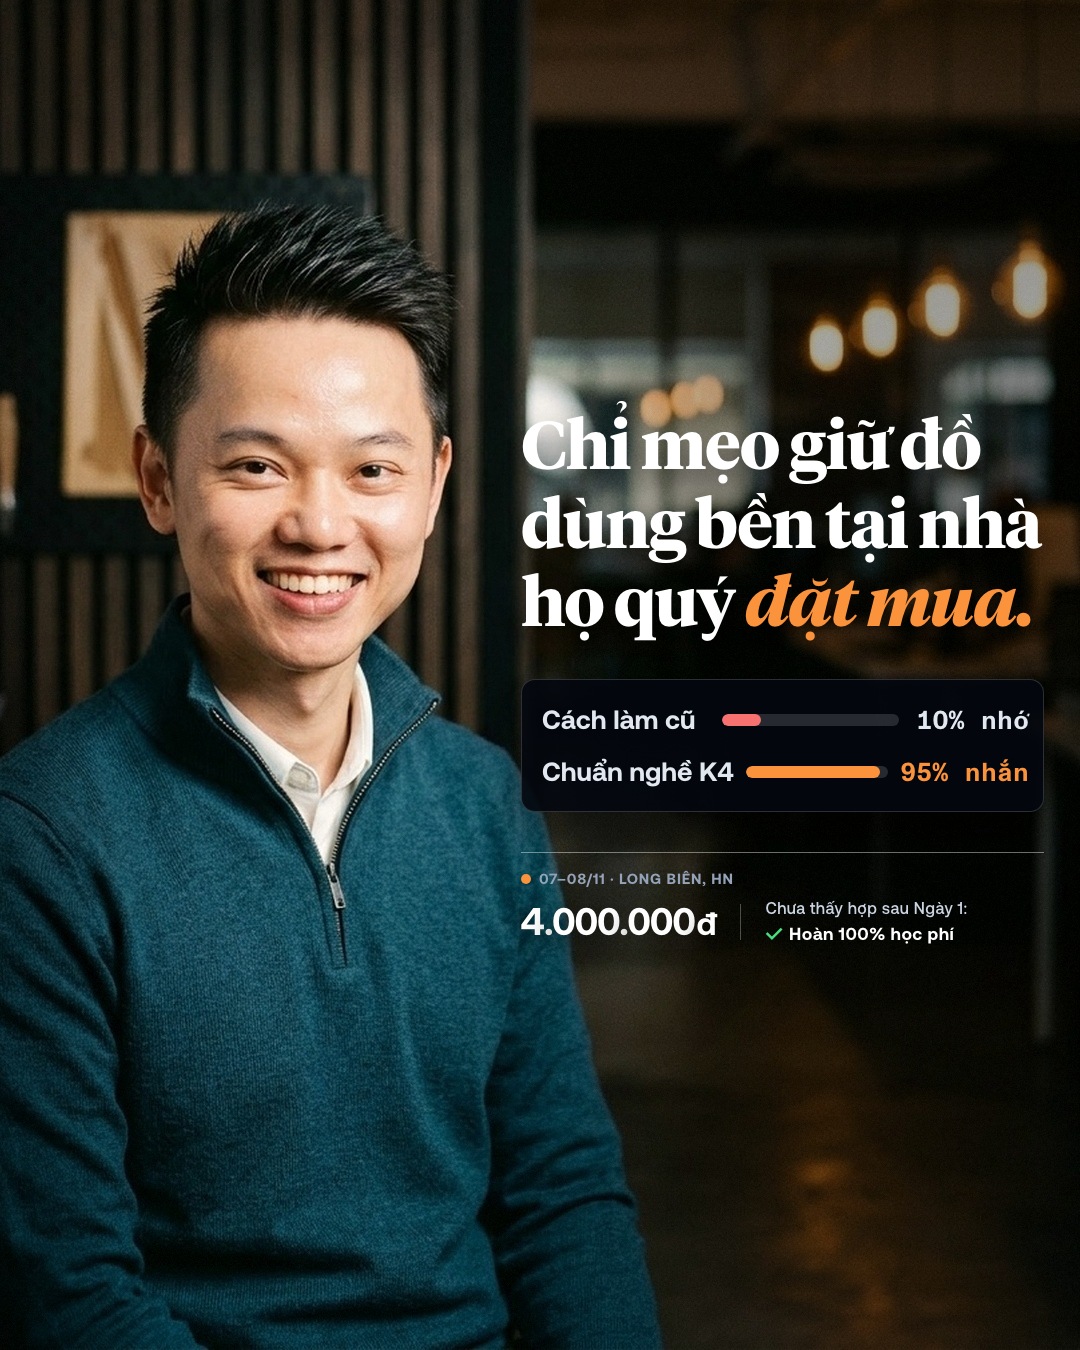 Chỉ mẹo giữ đồ
dùng bền tại nhà
họ quý đặt mua.
Cách làm cũ 10% nhớ
Chuẩn nghề K4 95% nhắn
07–08/11 · LONG BIÊN, HN
4.000.000đ
Chưa thấy hợp sau Ngày 1:
Hoàn 100% học phí